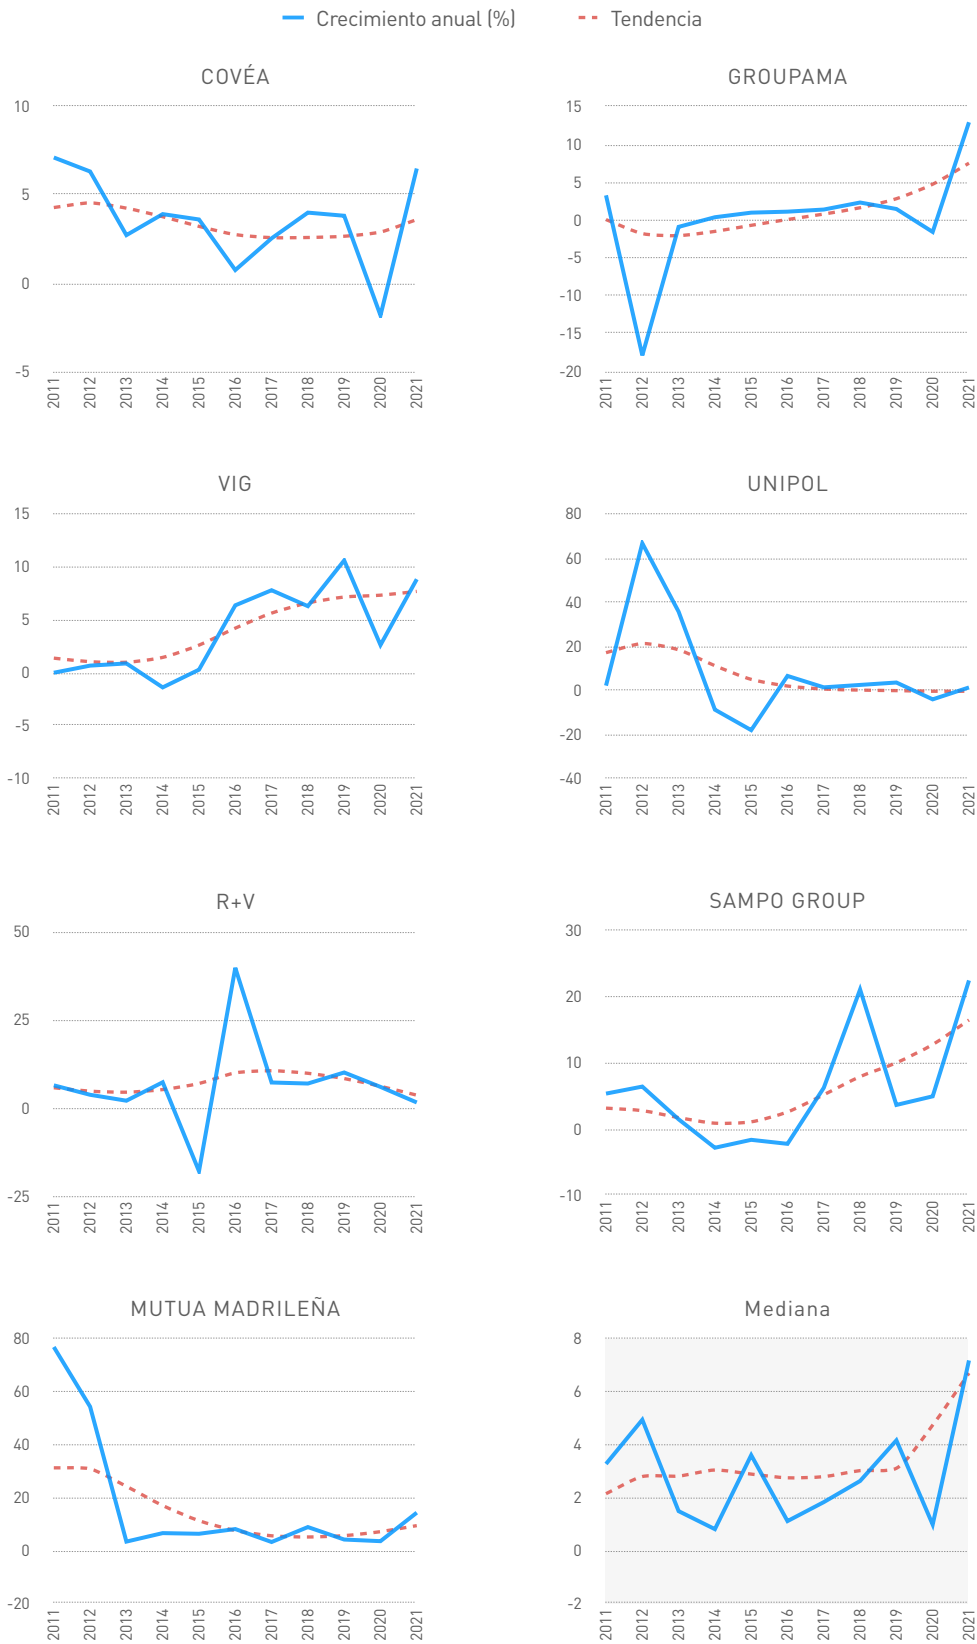 Crecimiento anual (%) Tendencia
COVÉA
10
5
0
-5
2011 2012 2013 2014 2015 2016 2017 2018 2019 2020 2021
GROUPAMA
15
10
5
0
-5
-10
-15
-20
2011 2012 2013 2014 2015 2016 2017 2018 2019 2020 2021
VIG
15
10
5
0
-5
-10
2011 2012 2013 2014 2015 2016 2017 2018 2019 2020 2021
UNIPOL
80
60
40
20
0
-20
-40
2011 2012 2013 2014 2015 2016 2017 2018 2019 2020 2021
R+V
50
25
0
-25
2011 2012 2013 2014 2015 2016 2017 2018 2019 2020 2021
SAMPO GROUP
30
20
10
0
-10
2011 2012 2013 2014 2015 2016 2017 2018 2019 2020 2021
MUTUA MADRILEÑA
80
60
40
20
0
-20
2011 2012 2013 2014 2015 2016 2017 2018 2019 2020 2021
Mediana
8
6
4
2
0
-2
2011 2012 2013 2014 2015 2016 2017 2018 2019 2020 2021